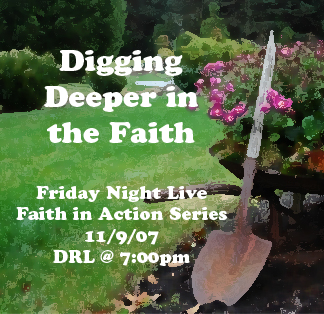 Digging
Deeper in
the Faith
Friday Night Live
Faith in Action Series
11/9/07
DRL @ 7:00pm